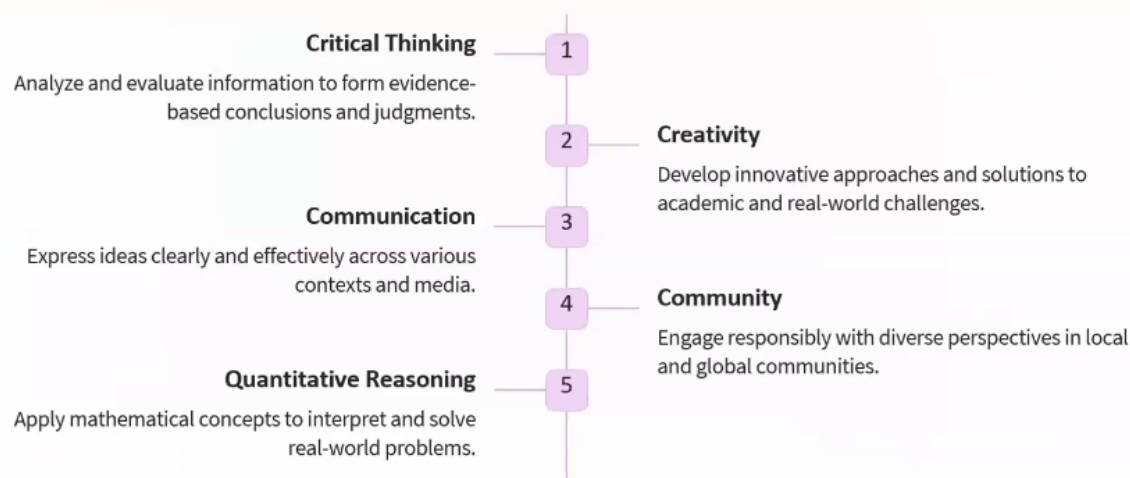 Critical Thinking
1
Analyze and evaluate information to form evidence-
based conclusions and judgments.
2
Creativity
Develop innovative approaches and solutions to
academic and real-world challenges.
Communication
3
Express ideas clearly and effectively across various
contexts and media.
4
Community
Engage responsibly with diverse perspectives in local
and global communities.
Quantitative Reasoning
5
Apply mathematical concepts to interpret and solve
real-world problems.